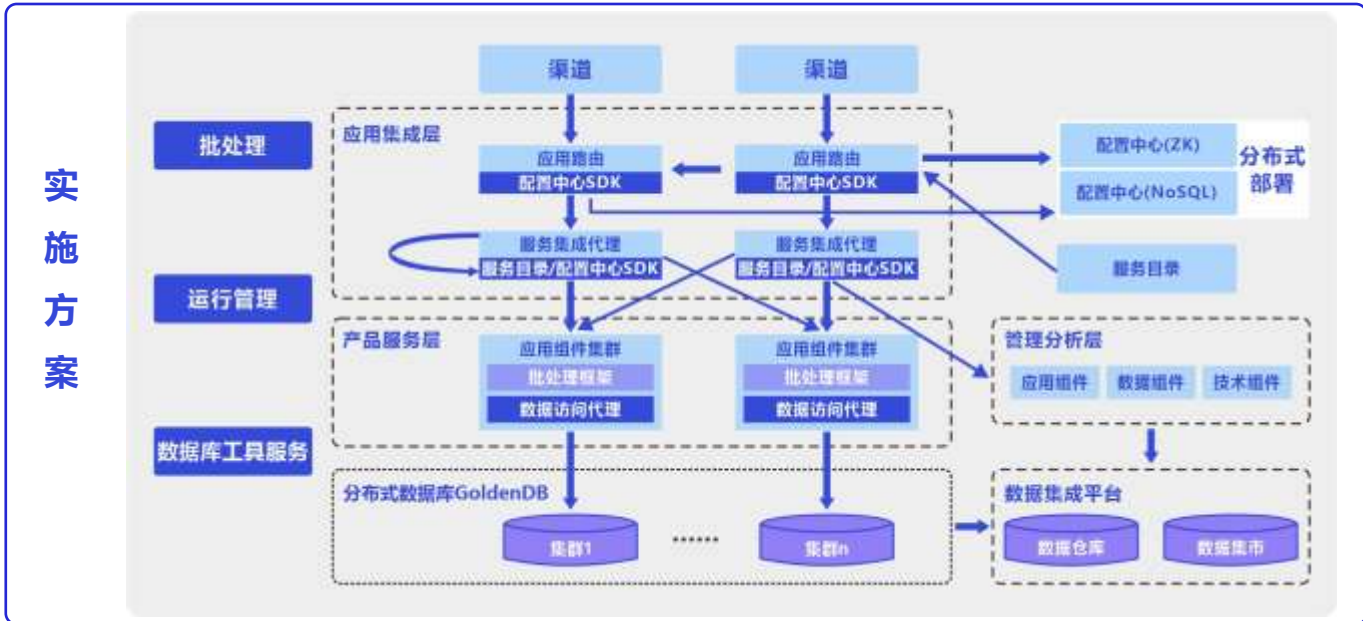 实
施
方
案
渠道
渠道
批处理
应用集成层
应用路由
配置中心SDK
应用路由
配置中心SDK
配置中心(ZK)
配置中心(NoSQL)
分布式
部署
服务集成代理
服务目录/配置中心SDK
服务集成代理
服务目录/配置中心SDK
服务目录
运行管理
产品服务层
应用组件集群
批处理框架
数据访问代理
应用组件集群
批处理框架
数据访问代理
管理分析层
应用组件
数据组件
技术组件
数据库工具服务
分布式数据库GoldenDB
集群1
......
集群n
数据集成平台
数据仓库
数据集市